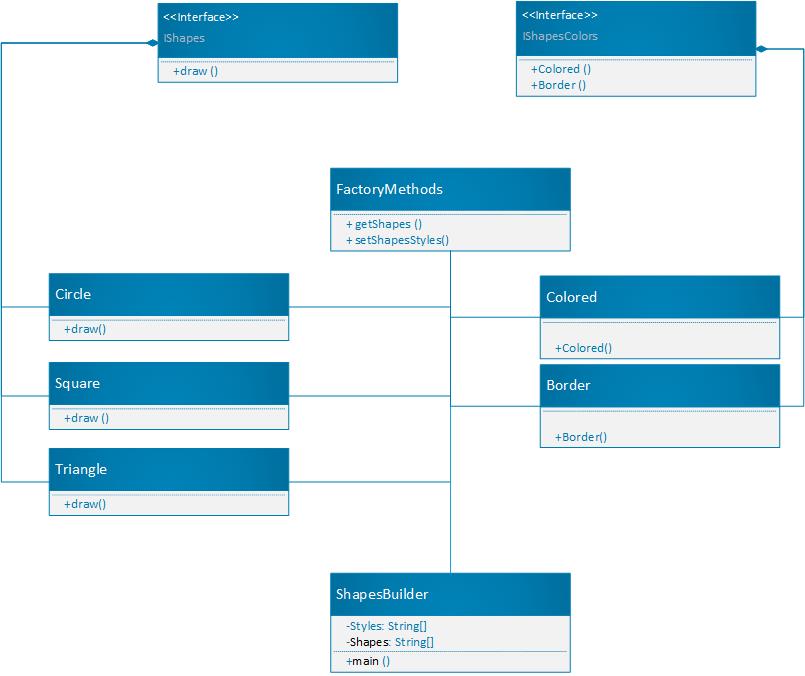 <<Interface>>
IShapes
+draw ()
<<Interface>>
IShapesColors
+Colored ()
+Border ()
FactoryMethods
+ getShapes ()
+ setShapesStyles()
Circle
+draw()
Square
+draw ()
Triangle
+draw()
Colored
+Colored()
Border
+Border()
ShapesBuilder
-Styles: String[]
-Shapes: String[]
+main ()